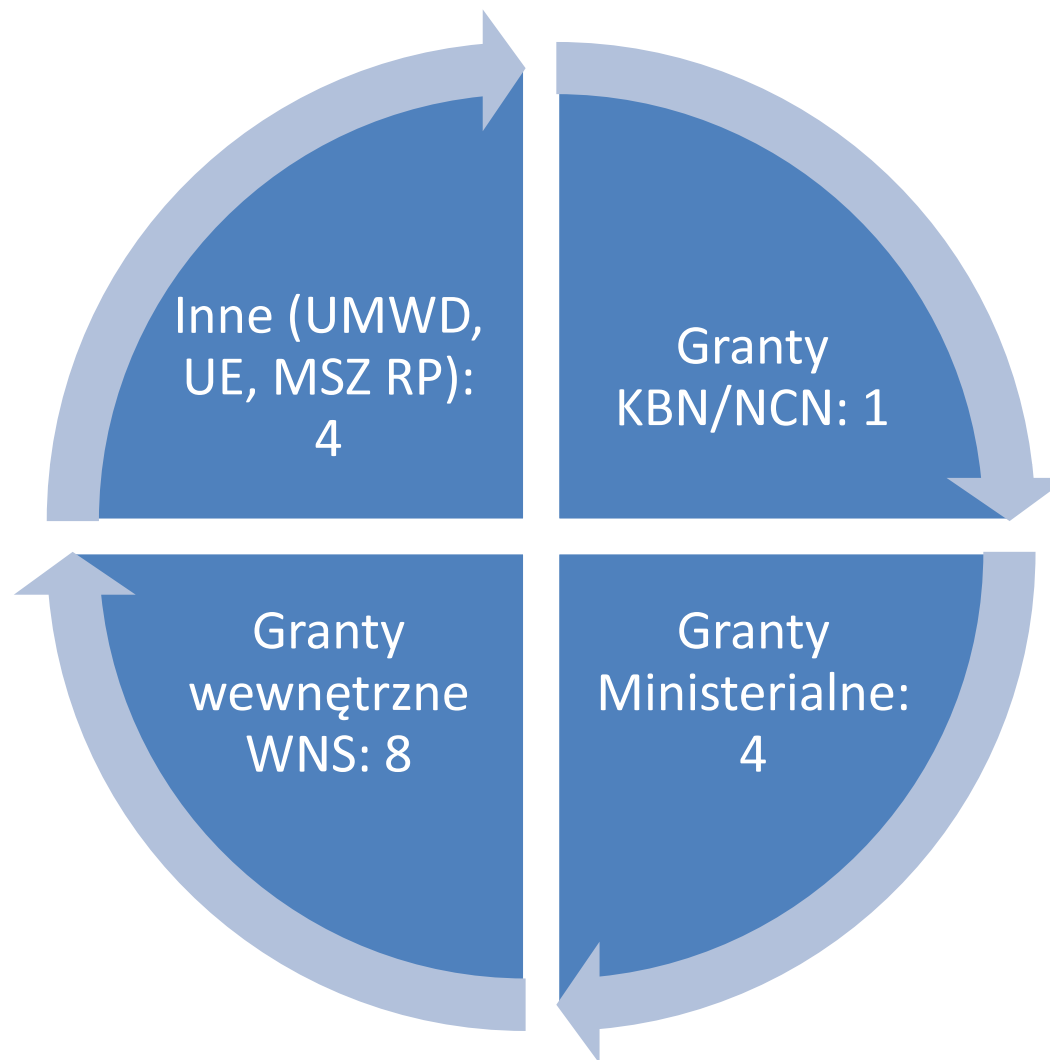 Inne (UMWD,
UE, MSZ RP):
4
Granty
KBN/NCN: 1
Granty
wewnętrzne
WNS: 8
Granty
Ministerialne:
4